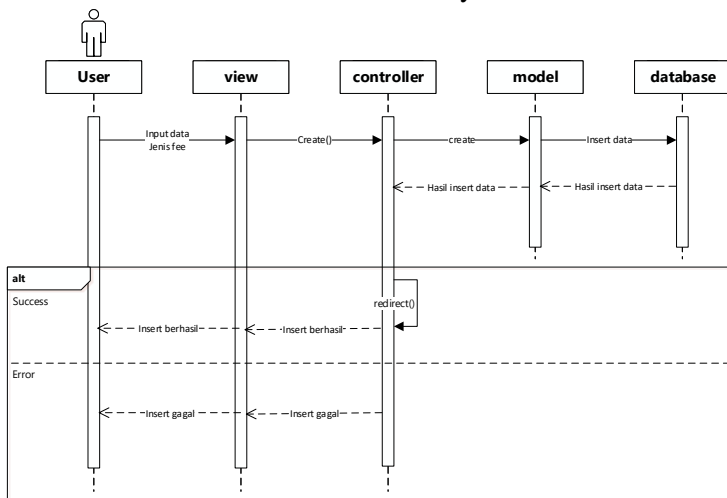 User
view
controller
model
database
Input data
Jenis fee
Create()
create
Insert data
Hasil insert data
Hasil insert data
alt
Success
redirect()
Insert berhasil
Insert berhasil
Error
Insert gagal
Insert gagal